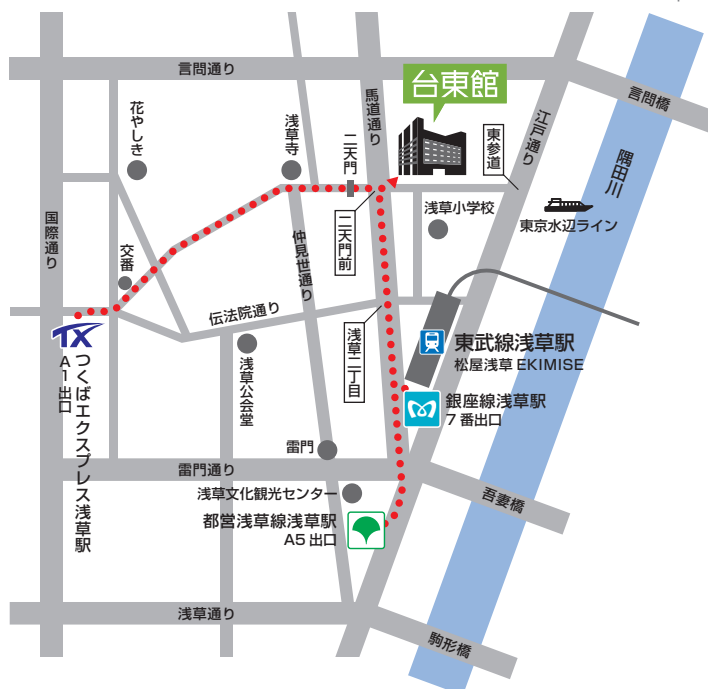 言問通り
台東館
馬道通り
江戸通り
言問橋
花やしき
浅草寺
二天門
東参道
隅田川
国際通り
交番
仲見世通り
二天門前
浅草小学校
東京水辺ライン
伝法院通り
浅草二丁目
TX
A1出口
つくばエクスプレス浅草駅
浅草公会堂
東武線浅草駅
松屋浅草 EKIMISE
銀座線浅草駅
7番出口
雷門
雷門通り
浅草文化観光センター
都営浅草線浅草駅
A5出口
吾妻橋
浅草通り
駒形橋